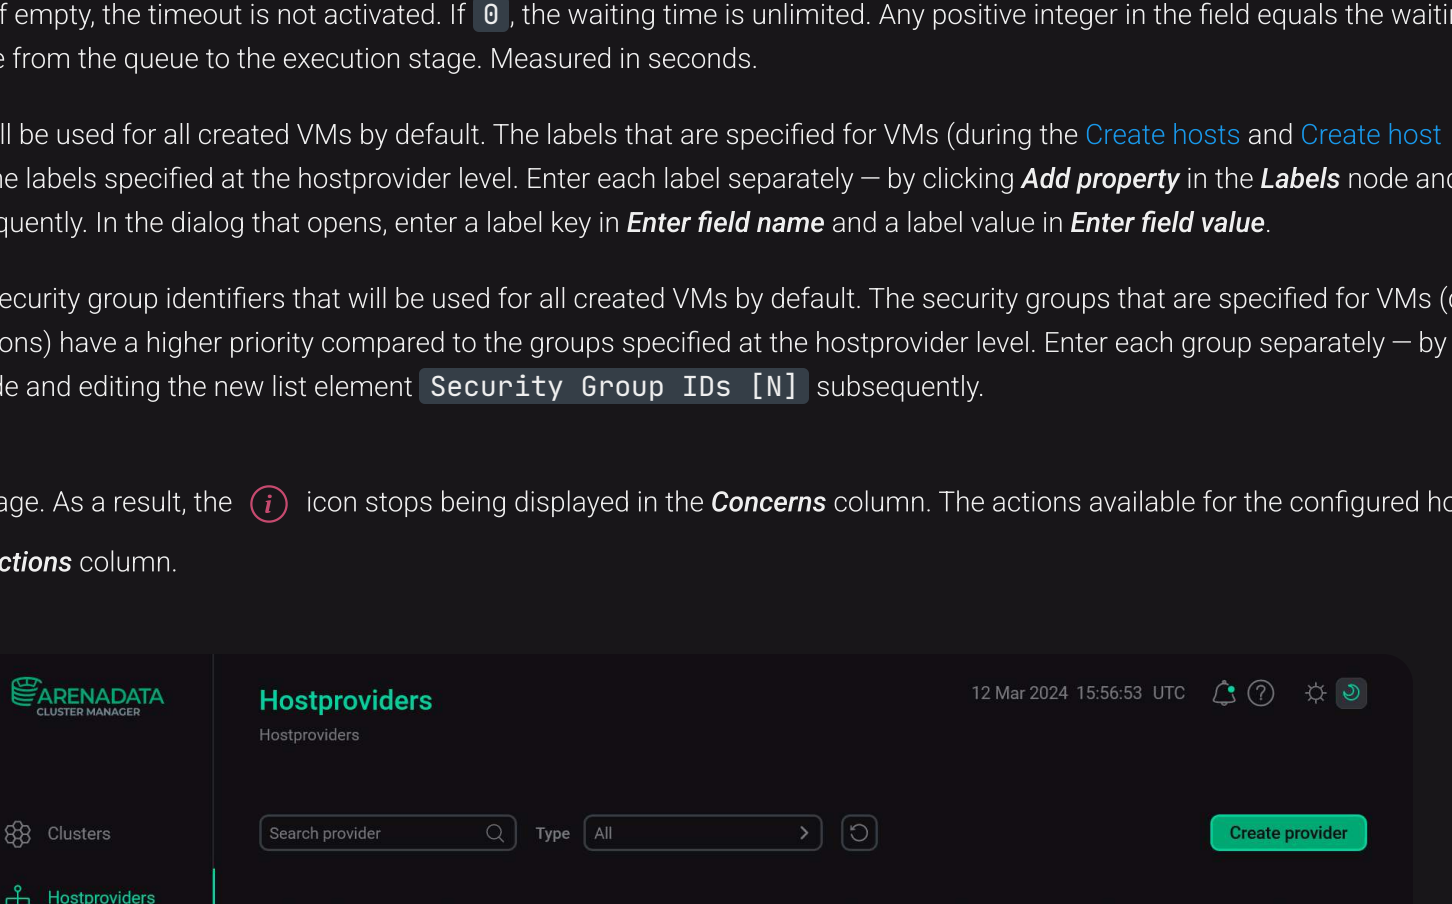 f empty, the timeout is not activated. If 0, the waiting time is unlimited. Any positive integer in the field equals the waiti
e from the queue to the execution stage. Measured in seconds.
ll be used for all created VMs by default. The labels that are specified for VMs (during the Create hosts and Create host
he labels specified at the hostprovider level. Enter each label separately — by clicking Add property in the Labels node and
quently. In the dialog that opens, enter a label key in Enter field name and a label value in Enter field value.
ecurity group identifiers that will be used for all created VMs by default. The security groups that are specified for VMs (
ons) have a higher priority compared to the groups specified at the hostprovider level. Enter each group separately — by
de and editing the new list element Security Group IDs [N] subsequently.
age. As a result, the i icon stops being displayed in the Concerns column. The actions available for the configured ho
ctions column.
ARENADATA
CLUSTER MANAGER
Hostproviders
12 Mar 2024 15:56:53 UTC
Hostproviders
Clusters
Search provider
Type
All
Create provider
Hostproviders